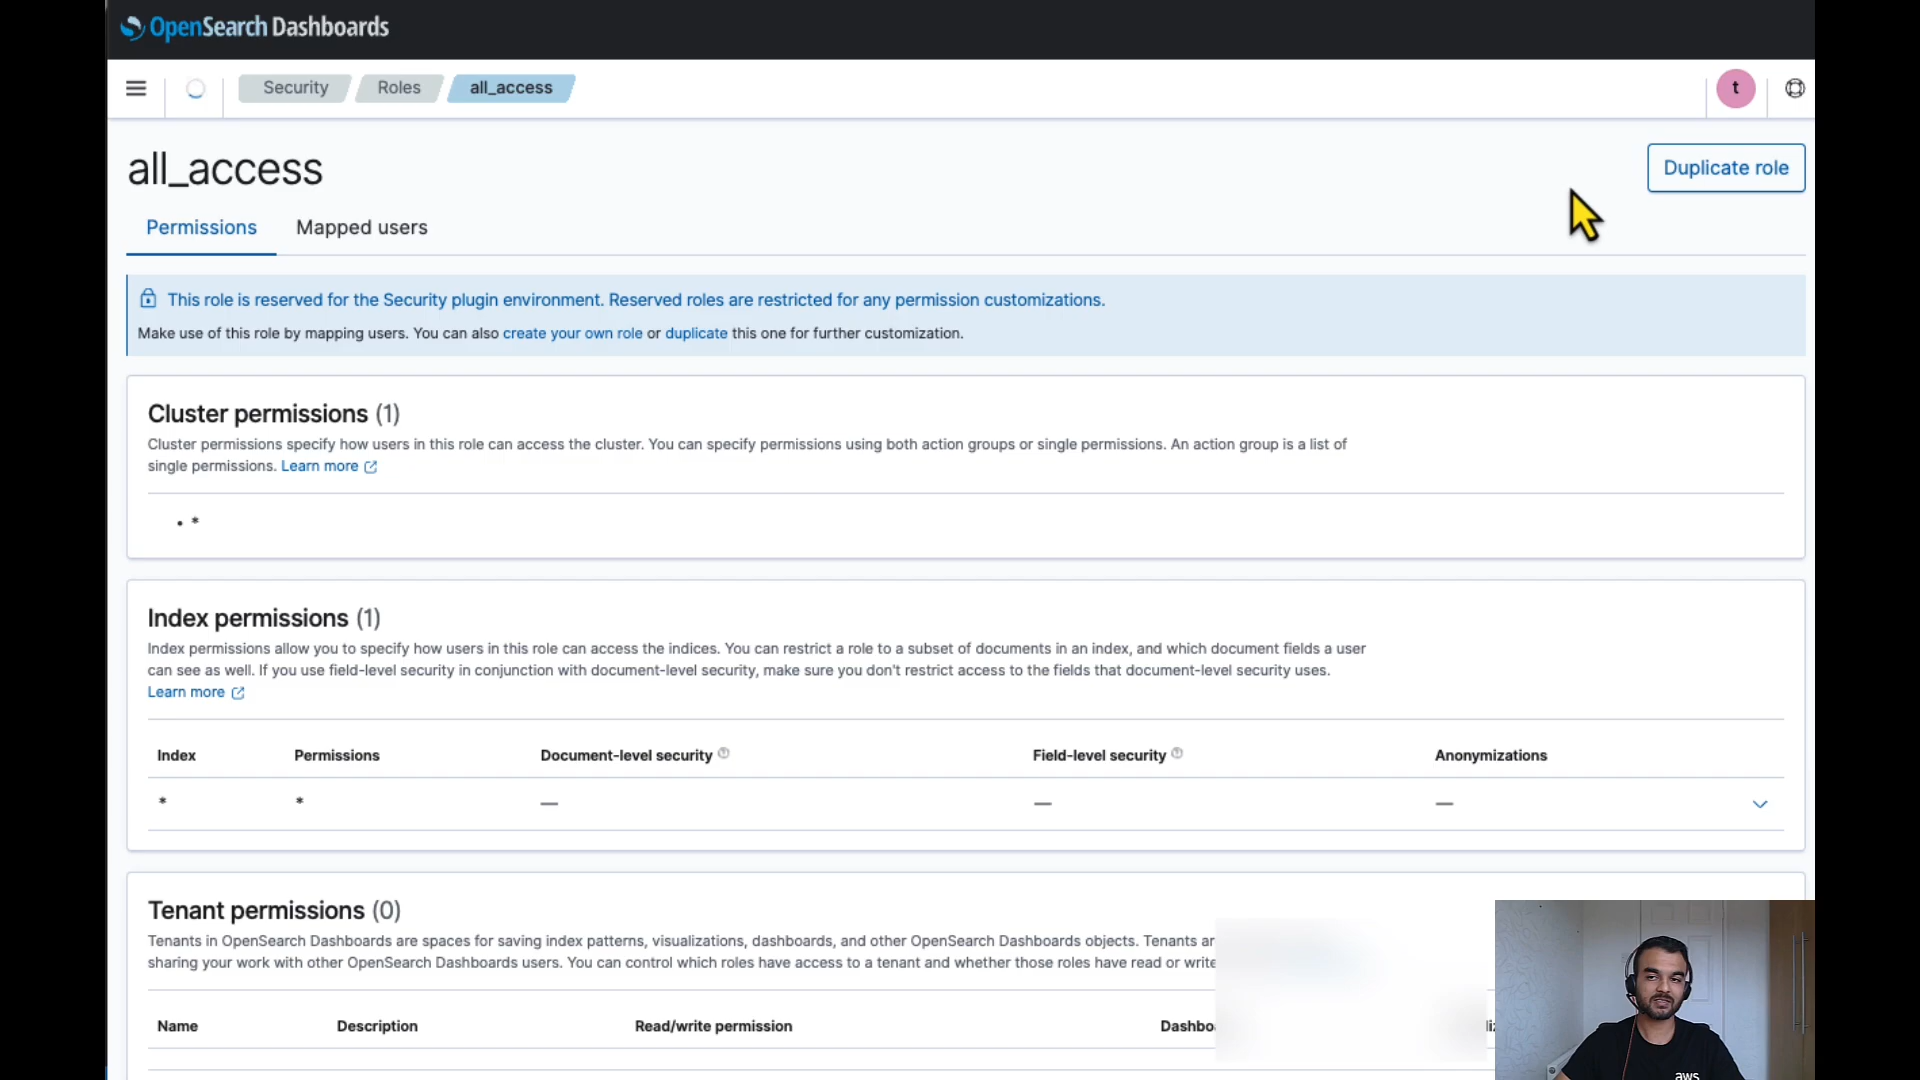 OpenSearch Dashboards
Security
Roles
all_access
t
all_access
Duplicate role
Permissions
Mapped users
This role is reserved for the Security plugin environment. Reserved roles are restricted for any permission customizations.
Make use of this role by mapping users. You can also create your own role or duplicate this one for further customization.
Cluster permissions (1)
Cluster permissions specify how users in this role can access the cluster. You can specify permissions using both action groups or single permissions. An action group is a list of
single permissions. Learn more
• *
Index permissions (1)
Index permissions allow you to specify how users in this role can access the indices. You can restrict a role to a subset of documents in an index, and which document fields a user
can see as well. If you use field-level security in conjunction with document-level security, make sure you don't restrict access to the fields that document-level security uses.
Learn more
Index Permissions Document-level security Field-level security Anonymizations
* * — — —
Tenant permissions (0)
Tenants in OpenSearch Dashboards are spaces for saving index patterns, visualizations, dashboards, and other OpenSearch Dashboards objects. Tenants
sharing your work with other OpenSearch Dashboards users. You can control which roles have access to a tenant and whether those roles have read or write
Name Description Read/write permission
aws